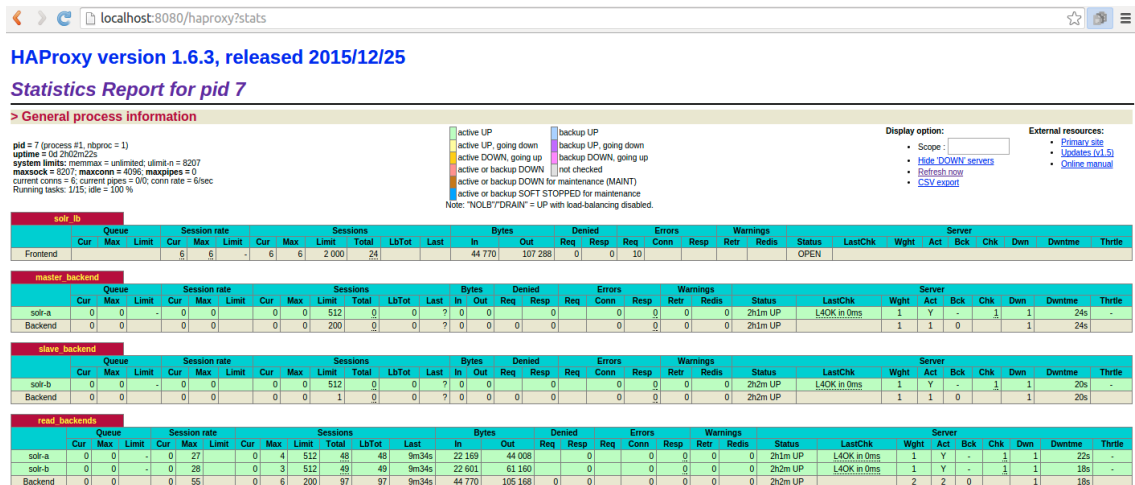 localhost:8080/haproxy?stats
HAProxy version 1.6.3, released 2015/12/25
Statistics Report for pid 7
> General process information
pid = 7 (process #1, nbproc = 1)
uptime = 0d 2h02m22s
system limits: memmax = unlimited; ulimit-n = 8207
maxsock = 8207; maxconn = 4096; maxpipes = 0
current conns = 6; current pipes = 0/0; conn rate = 6/sec
Running tasks: 1/15; idle = 100 %
active UP backup UP
active UP, going down backup UP, going down
active DOWN, going up backup DOWN, going up
active or backup DOWN not checked
active or backup DOWN for maintenance (MAINT)
active or backup SOFT STOPPED for maintenance
Note: "NOLB"/"DRAIN" = UP with load-balancing disabled.
Display option:
Scope :
Hide 'DOWN' servers
Refresh now
CSV export
External resources:
Primary site
Updates (v1.5)
Online manual
solr_lb
Queue Session rate Sessions Bytes Denied Errors Warnings Server
Cur Max Limit Cur Max Limit Cur Max Limit Total LbTot Last In Out Req Resp Req Conn Resp Retr Redis Status LastChk Wght Act Bck Chk Dwn Dwntme Thrtle
Frontend 6 6 - 6 6 2 000 24 44 770 107 288 0 0 10 OPEN
master_backend
Queue Session rate Sessions Bytes Denied Errors Warnings Server
Cur Max Limit Cur Max Limit Cur Max Limit Total LbTot Last In Out Req Resp Req Conn Resp Retr Redis Status LastChk Wght Act Bck Chk Dwn Dwntme Thrtle
solr-a 0 0 - 0 0 0 0 512 0 0 ? 0 0 0 0 0 0 0 2h1m UP L4OK in 0ms 1 Y - 1 1 24s -
Backend 0 0 0 0 0 0 200 0 0 ? 0 0 0 0 0 0 0 0 2h1m UP 1 1 0 1 24s
slave_backend
Queue Session rate Sessions Bytes Denied Errors Warnings Server
Cur Max Limit Cur Max Limit Cur Max Limit Total LbTot Last In Out Req Resp Req Conn Resp Retr Redis Status LastChk Wght Act Bck Chk Dwn Dwntme Thrtle
solr-b 0 0 - 0 0 0 0 512 0 0 ? 0 0 0 0 0 0 0 2h2m UP L4OK in 0ms 1 Y - 1 1 20s -
Backend 0 0 0 0 0 0 1 0 0 ? 0 0 0 0 0 0 0 0 2h2m UP 1 1 0 1 20s
read_backends
Queue Session rate Sessions Bytes Denied Errors Warnings Server
Cur Max Limit Cur Max Limit Cur Max Limit Total LbTot Last In Out Req Resp Req Conn Resp Retr Redis Status LastChk Wght Act Bck Chk Dwn Dwntme Thrtle
solr-a 0 0 - 0 27 0 4 512 48 48 9m34s 22 169 44 008 0 0 0 0 0 2h1m UP L4OK in 0ms 1 Y - 1 1 22s -
solr-b 0 0 - 0 28 0 3 512 49 49 9m34s 22 601 61 160 0 0 0 0 0 2h2m UP L4OK in 0ms 1 Y - 1 1 18s -
Backend 0 0 0 55 0 6 200 97 97 9m34s 44 770 105 168 0 0 0 0 0 0 2h2m UP 2 2 0 1 18s